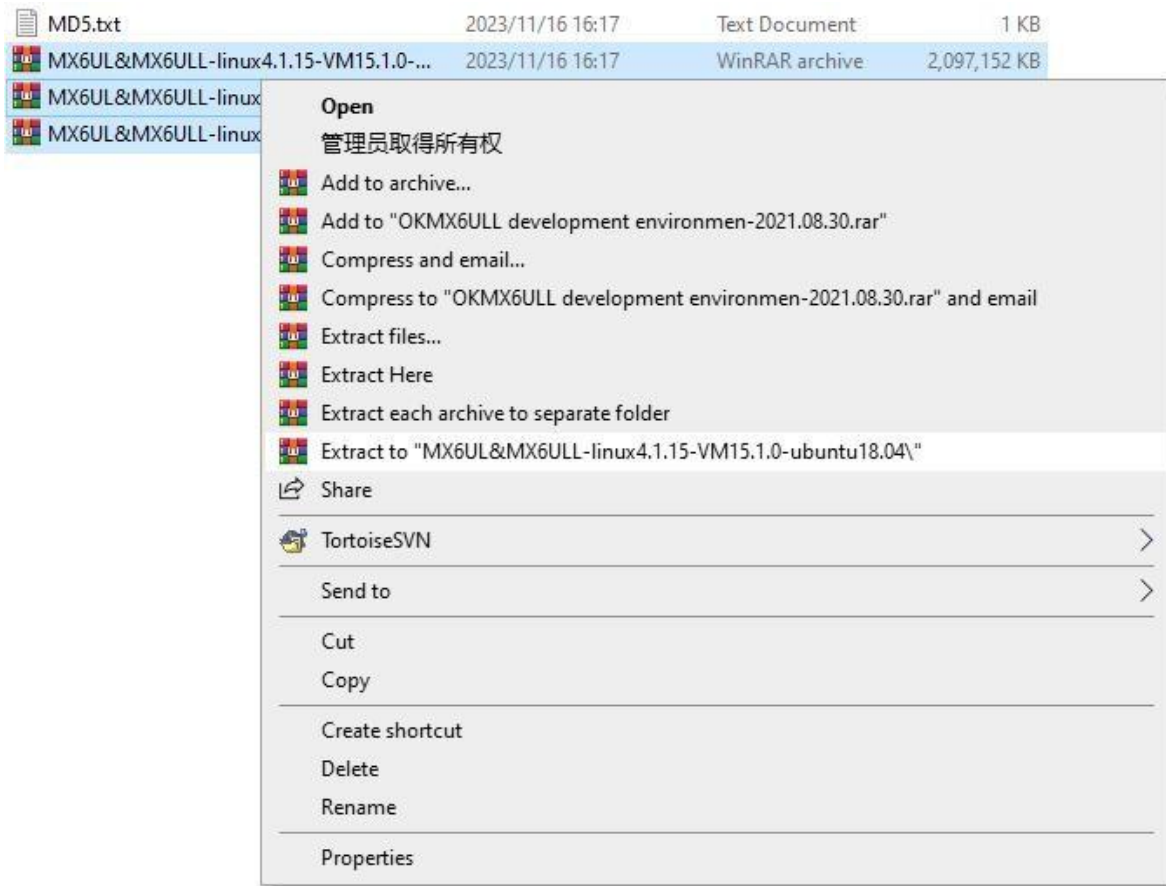 MD5.txt 2023/11/16 16:17 Text Document 1 KB
MX6UL&MX6ULL-linux4.1.15-VM15.1.0-... 2023/11/16 16:17 WinRAR archive 2,097,152 KB
MX6UL&MX6ULL-linux
MX6UL&MX6ULL-linux
Open
管理员取得所有权
Add to archive...
Add to "OKMX6ULL development environmen-2021.08.30.rar"
Compress and email...
Compress to "OKMX6ULL development environmen-2021.08.30.rar" and email
Extract files...
Extract Here
Extract each archive to separate folder
Extract to "MX6UL&MX6ULL-linux4.1.15-VM15.1.0-ubuntu18.04\"
Share
TortoiseSVN
Send to
Cut
Copy
Create shortcut
Delete
Rename
Properties